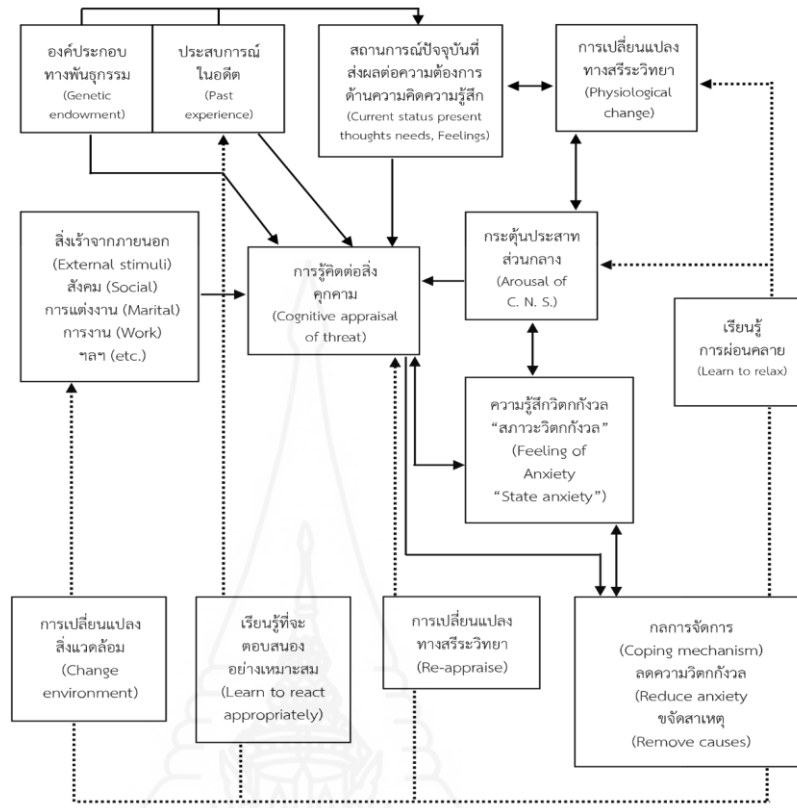 องค์ประกอบ
ทางพันธุกรรม
(Genetic
endowment)
ประสบการณ์
ในอดีต
(Past
experience)
สถานการณ์ปัจจุบันที่
ส่งผลต่อความต้องการ
ด้านความคิดความรู้สึก
(Current status present
thoughts needs, Feelings)
การเปลี่ยนแปลง
ทางสรีระวิทยา
(Physiological
change)
สิ่งเร้าจากภายนอก
(External stimuli)
สังคม (Social)
การแต่งงาน (Marital)
การงาน (Work)
ฯลฯ (etc.)
การรู้คิดต่อสิ่ง
คุกคาม
(Cognitive appraisal
of threat)
กระตุ้นประสาท
ส่วนกลาง
(Arousal of
C. N. S.)
เรียนรู้
การผ่อนคลาย
(Learn to relax)
ความรู้สึกวิตกกังวล
“สภาวะวิตกกังวล”
(Feeling of
Anxiety
“State anxiety”)
การเปลี่ยนแปลง
สิ่งแวดล้อม
(Change
environment)
เรียนรู้ที่จะ
ตอบสนอง
อย่างเหมาะสม
(Learn to react
appropriately)
การเปลี่ยนแปลง
ทางสรีระวิทยา
(Re-appraise)
กลการจัดการ
(Coping mechanism)
ลดความวิตกกังวล
(Reduce anxiety
ขจัดสาเหตุ
(Remove causes)